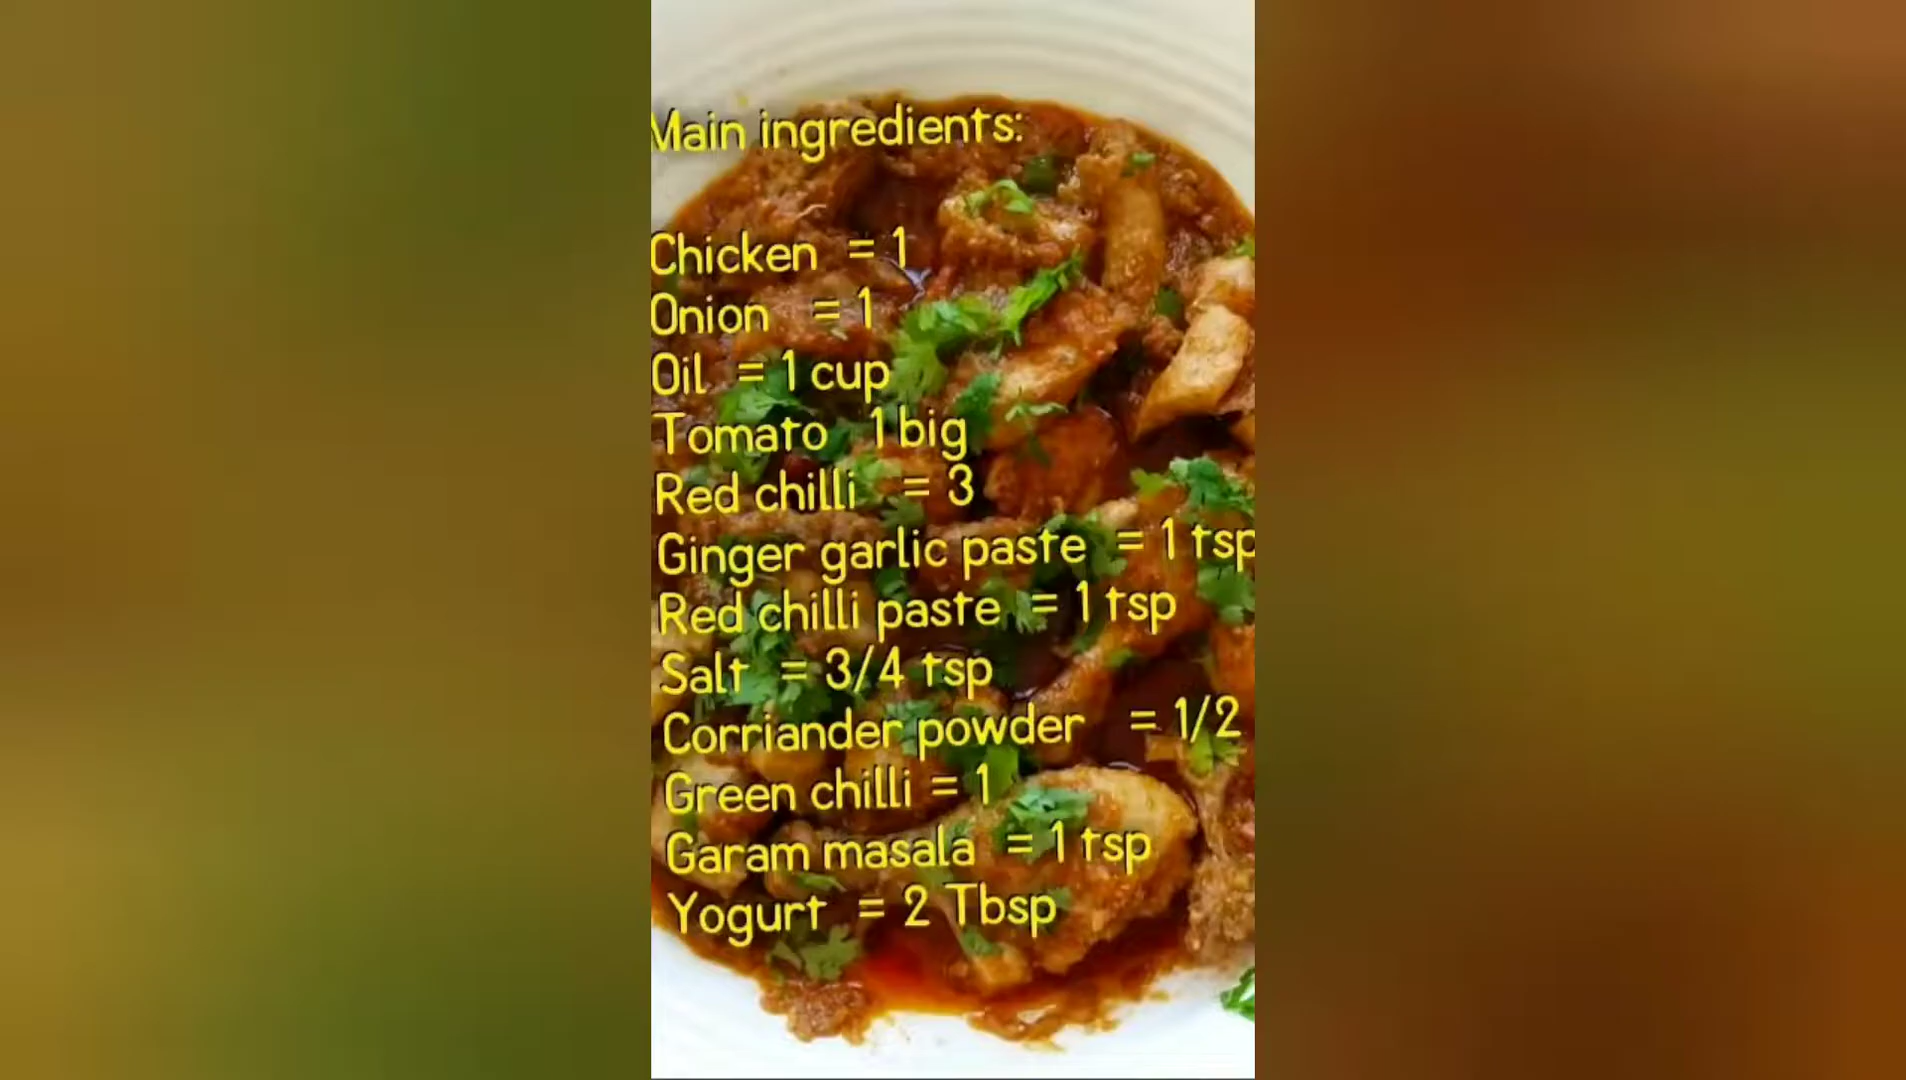 Main ingredients:
Chicken = 1
Onion = 1
Oil = 1 cup
Tomato 1 big
Red chilli = 3
Ginger garlic paste = 1 tsp
Red chilli paste = 1 tsp
Salt = 3/4 tsp
Corriander powder = 1/2
Green chilli = 1
Garam masala = 1 tsp
Yogurt = 2 Tbsp